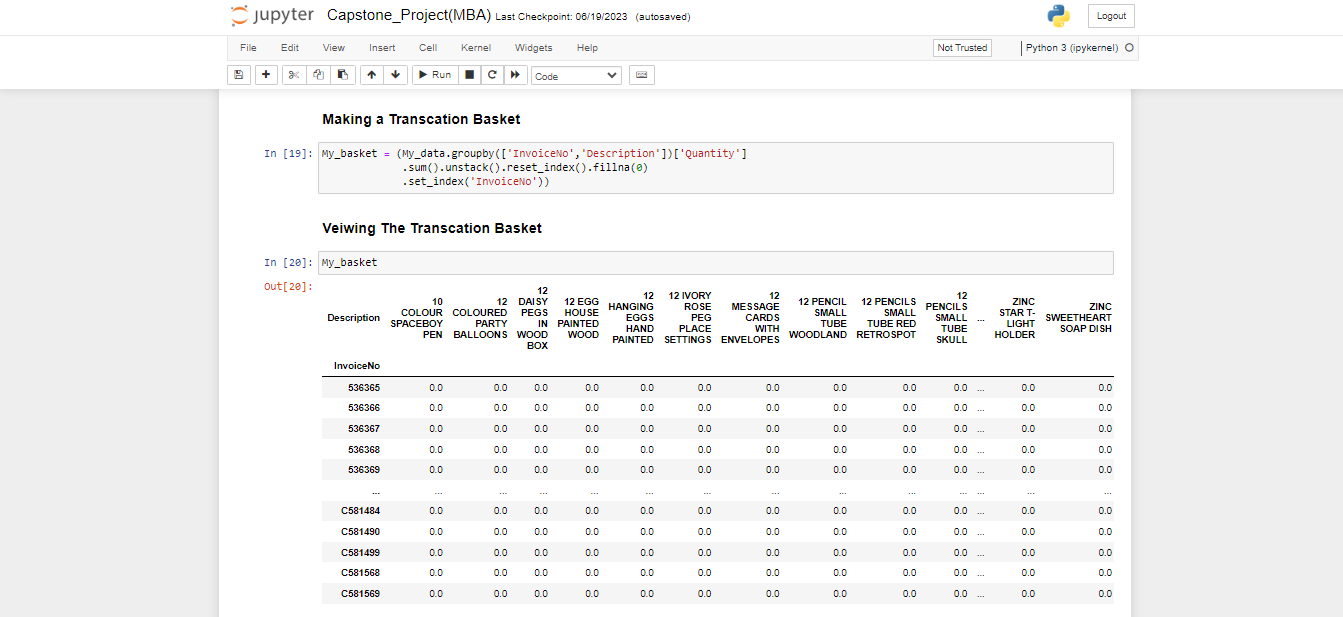 jupyter Capstone_Project(MBA) Last Checkpoint: 06/19/2023 (autosaved) Logout
File Edit View Insert Cell Kernel Widgets Help Not Trusted Python 3 (ipykernel)
Run Code
Making a Transcation Basket
In [19]: My_basket = (My_data.groupby(['InvoiceNo','Description'])['Quantity']
.sum().unstack().reset_index().fillna(0)
.set_index('InvoiceNo'))
Veiwing The Transcation Basket
In [20]: My_basket
Out[20]:
Description 10 COLOUR SPACEBOY PEN 12 COLOURED PARTY BALLOONS 12 DAISY PEGS IN WOOD BOX 12 EGG HOUSE PAINTED WOOD 12 HANGING EGGS HAND PAINTED 12 IVORY ROSE PEG PLACE SETTINGS 12 MESSAGE CARDS WITH ENVELOPES 12 PENCIL SMALL TUBE WOODLAND 12 PENCILS SMALL TUBE RED RETROSPOT 12 PENCILS SMALL TUBE SKULL ... ZINC STAR T-LIGHT HOLDER ZINC SWEETHEART SOAP DISH
InvoiceNo
536365 0.0 0.0 0.0 0.0 0.0 0.0 0.0 0.0 0.0 0.0 ... 0.0 0.0
536366 0.0 0.0 0.0 0.0 0.0 0.0 0.0 0.0 0.0 0.0 ... 0.0 0.0
536367 0.0 0.0 0.0 0.0 0.0 0.0 0.0 0.0 0.0 0.0 ... 0.0 0.0
536368 0.0 0.0 0.0 0.0 0.0 0.0 0.0 0.0 0.0 0.0 ... 0.0 0.0
536369 0.0 0.0 0.0 0.0 0.0 0.0 0.0 0.0 0.0 0.0 ... 0.0 0.0
... ... ... ... ... ... ... ... ... ... ... ... ... ...
C581484 0.0 0.0 0.0 0.0 0.0 0.0 0.0 0.0 0.0 0.0 ... 0.0 0.0
C581490 0.0 0.0 0.0 0.0 0.0 0.0 0.0 0.0 0.0 0.0 ... 0.0 0.0
C581499 0.0 0.0 0.0 0.0 0.0 0.0 0.0 0.0 0.0 0.0 ... 0.0 0.0
C581568 0.0 0.0 0.0 0.0 0.0 0.0 0.0 0.0 0.0 0.0 ... 0.0 0.0
C581569 0.0 0.0 0.0 0.0 0.0 0.0 0.0 0.0 0.0 0.0 ... 0.0 0.0